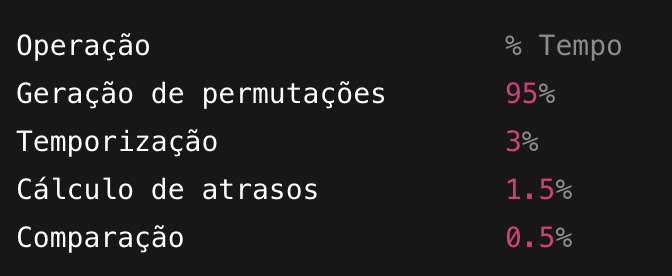 Operação % Tempo
Geração de permutações 95%
Temporização 3%
Cálculo de atrasos 1.5%
Comparação 0.5%